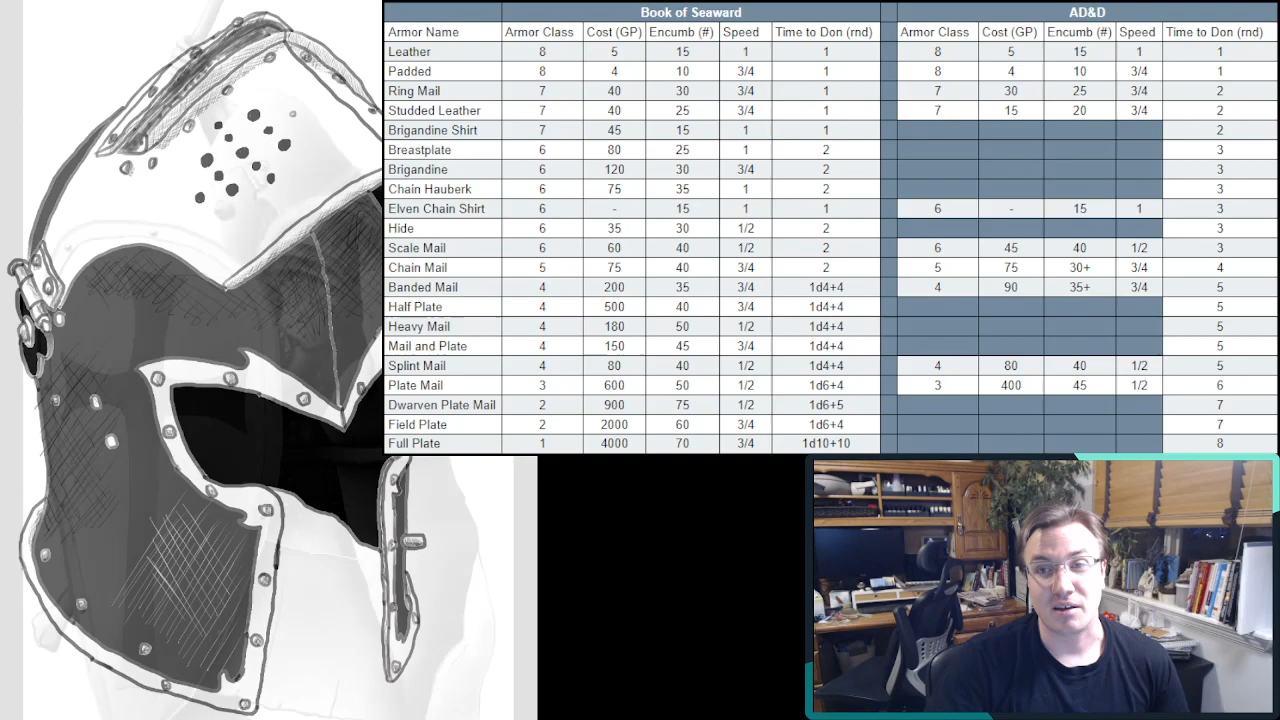 Book of Seaward AD&D
Armor Name Armor Class Cost (GP) Encumb (#) Speed Time to Don (rnd) Armor Class Cost (GP) Encumb (#) Speed Time to Don (rnd)
Leather 8 5 15 1 1 8 5 15 1 1
Padded 8 4 10 3/4 1 8 4 10 3/4 1
Ring Mail 7 40 30 3/4 1 7 30 25 3/4 2
Studded Leather 7 40 25 3/4 1 7 15 20 3/4 2
Brigandine Shirt 7 45 15 1 1 2
Breastplate 6 80 25 1 2 3
Brigandine 6 120 30 3/4 2 3
Chain Hauberk 6 75 35 1 2 3
Elven Chain Shirt 6 - 15 1 1 6 - 15 1 3
Hide 6 35 30 1/2 2 3
Scale Mail 6 60 40 1/2 2 6 45 40 1/2 3
Chain Mail 5 75 40 3/4 2 5 75 30+ 3/4 4
Banded Mail 4 200 35 3/4 1d4+4 4 90 35+ 3/4 5
Half Plate 4 500 40 3/4 1d4+4 5
Heavy Mail 4 180 50 1/2 1d4+4 5
Mail and Plate 4 150 45 3/4 1d4+4 5
Splint Mail 4 80 40 1/2 1d4+4 4 80 40 1/2 5
Plate Mail 3 600 50 1/2 1d6+4 3 400 45 1/2 6
Dwarven Plate Mail 2 900 75 1/2 1d6+5 7
Field Plate 2 2000 60 3/4 1d6+4 7
Full Plate 1 4000 70 3/4 1d10+10 8